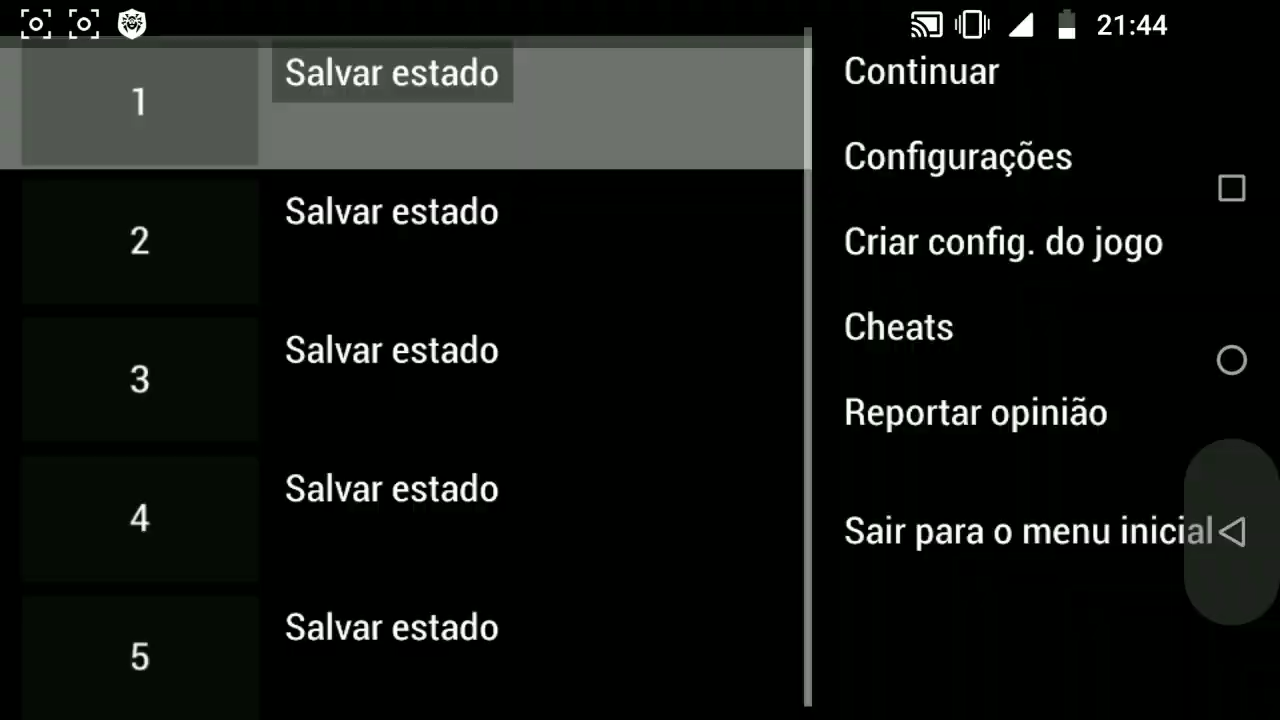 21:44
1
Salvar estado
2
Salvar estado
3
Salvar estado
4
Salvar estado
5
Salvar estado
Continuar
Configurações
Criar config. do jogo
Cheats
Reportar opinião
Sair para o menu inicial